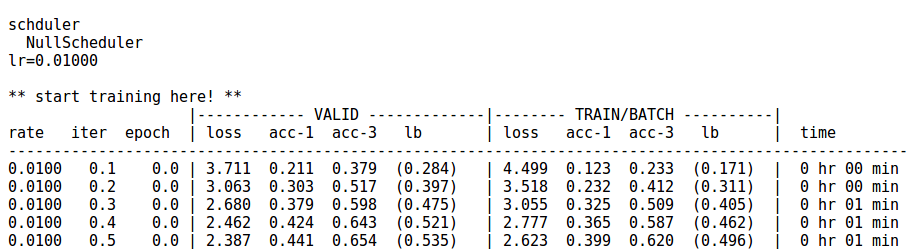 schduler
  NullScheduler
lr=0.01000

** start training here! **
                     |------------ VALID -------------|-------- TRAIN/BATCH ----------|
rate   iter  epoch  | loss   acc-1  acc-3   lb       | loss   acc-1  acc-3   lb      |  time
----------------------------------------------------------------------------------------------------
0.0100   0.1    0.0 | 3.711  0.211  0.379  (0.284)   | 4.499  0.123  0.233  (0.171)  |  0 hr 00 min
0.0100   0.2    0.0 | 3.063  0.303  0.517  (0.397)   | 3.518  0.232  0.412  (0.311)  |  0 hr 00 min
0.0100   0.3    0.0 | 2.680  0.379  0.598  (0.475)   | 3.055  0.325  0.509  (0.405)  |  0 hr 01 min
0.0100   0.4    0.0 | 2.462  0.424  0.643  (0.521)   | 2.777  0.365  0.587  (0.462)  |  0 hr 01 min
0.0100   0.5    0.0 | 2.387  0.441  0.654  (0.535)   | 2.623  0.399  0.620  (0.496)  |  0 hr 01 min